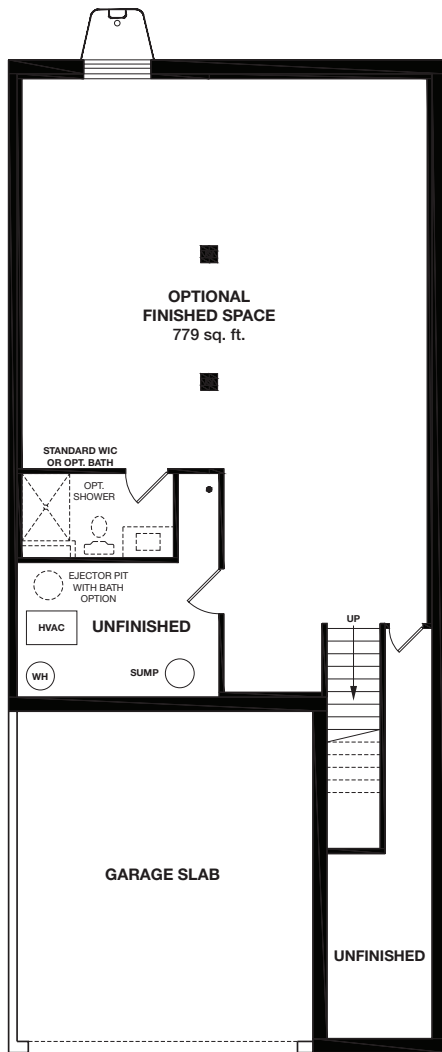 OPTIONAL
FINISHED SPACE
779 sq. ft.
STANDARD WIC
OR OPT. BATH
OPT.
SHOWER
EJECTOR PIT
WITH BATH
OPTION
HVAC
UNFINISHED
WH
SUMP
UP
GARAGE SLAB
UNFINISHED